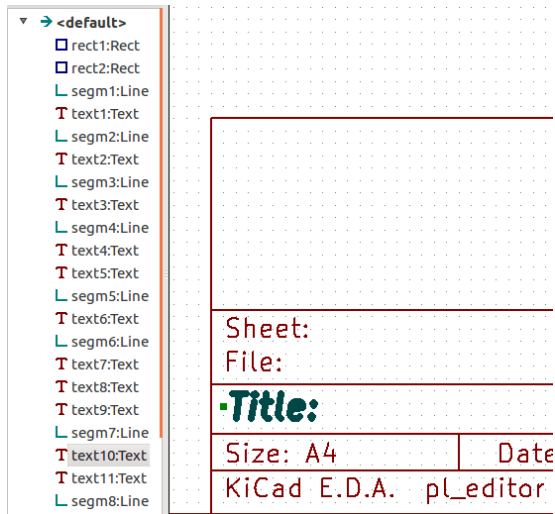 <default>
rect1:Rect
rect2:Rect
segm1:Line
text1:Text
segm2:Line
text2:Text
segm3:Line
text3:Text
segm4:Line
text4:Text
text5:Text
segm5:Line
text6:Text
segm6:Line
text7:Text
text8:Text
text9:Text
segm7:Line
text10:Text
text11:Text
segm8:Line
Sheet:
File:
Title:
Size: A4 Date
KiCad E.D.A. pl_editor